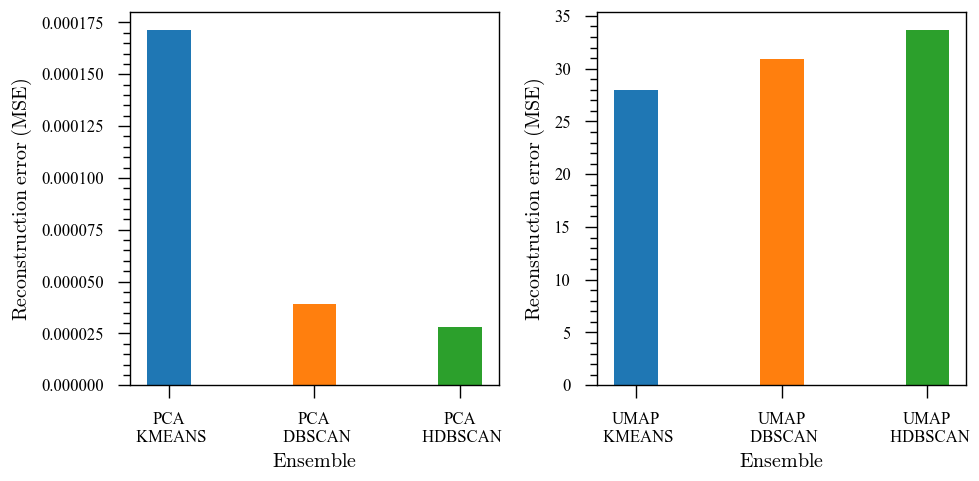 Reconstruction error (MSE)
0.000175
0.000150
0.000125
0.000100
0.000075
0.000050
0.000025
0.000000
PCA
KMEANS
PCA
DBSCAN
PCA
HDBSCAN
Ensemble
Reconstruction error (MSE)
35
30
25
20
15
10
5
0
UMAP
KMEANS
UMAP
DBSCAN
UMAP
HDBSCAN
Ensemble